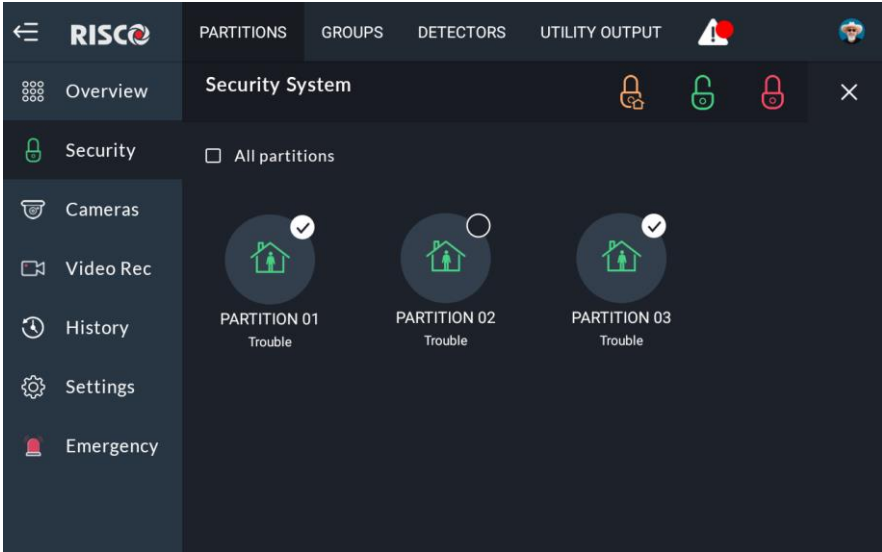 RISCO
PARTITIONS GROUPS DETECTORS UTILITY OUTPUT
Overview
Security
Cameras
Video Rec
History
Settings
Emergency
Security System
All partitions
PARTITION 01 PARTITION 02 PARTITION 03
Trouble Trouble Trouble